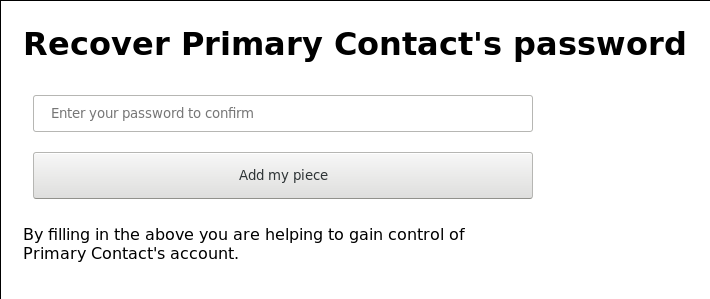 Recover Primary Contact's password
Enter your password to confirm
Add my piece
By filling in the above you are helping to gain control of
Primary Contact's account.